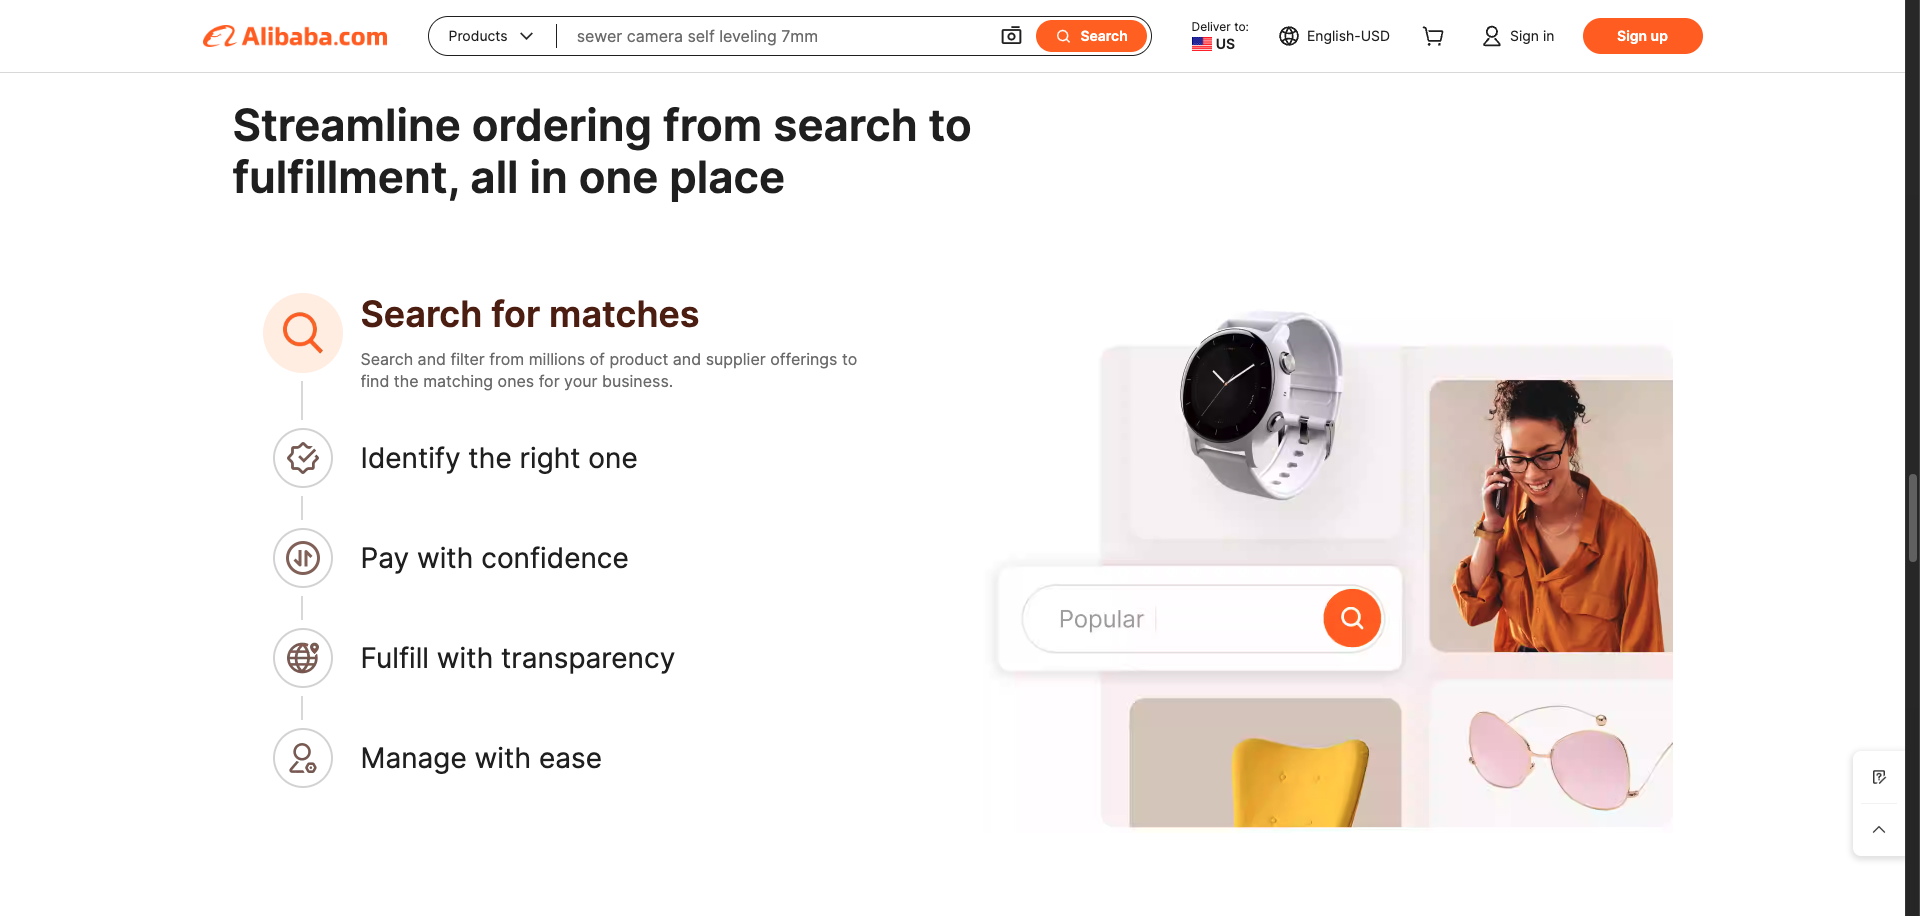 Alibaba.com
Products
sewer camera self leveling 7mm
Search
Deliver to:
US
English-USD
Sign in
Sign up
Streamline ordering from search to
fulfillment, all in one place
Search for matches
Search and filter from millions of product and supplier offerings to
find the matching ones for your business.
Identify the right one
Pay with confidence
Fulfill with transparency
Manage with ease
Popular